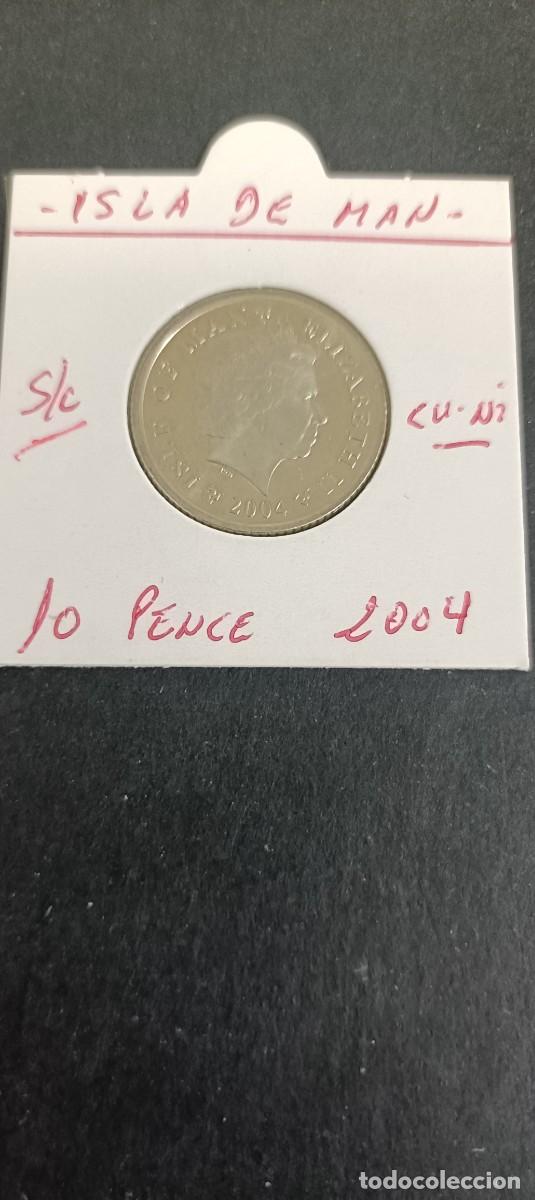 - ISLA DE MAN -
S/C
ISLE OF MAN ELIZABETH II
2004
CU-Ni
10 PENCE 2004
todocoleccion